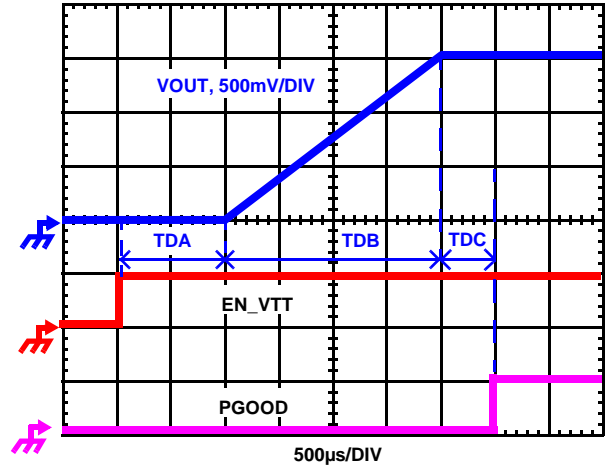 VOUT, 500mV/DIV
TDA
TDB
TDC
EN_VTT
PGOOD
500µs/DIV